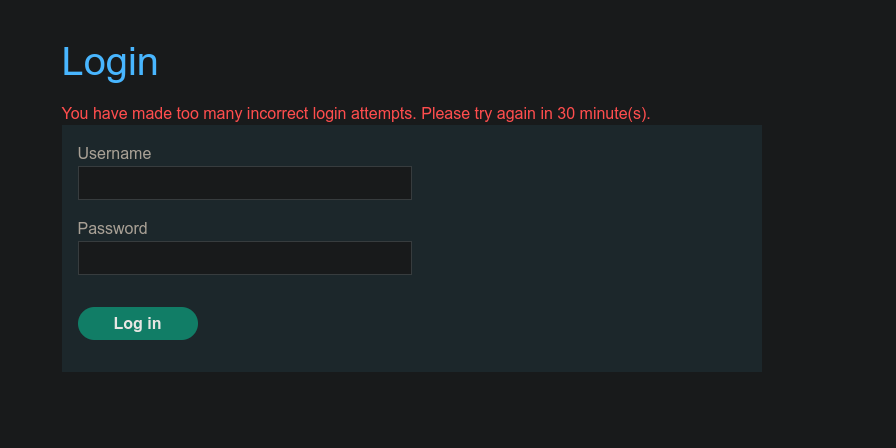 Login
You have made too many incorrect login attempts. Please try again in 30 minute(s).
Username
Password
Log in